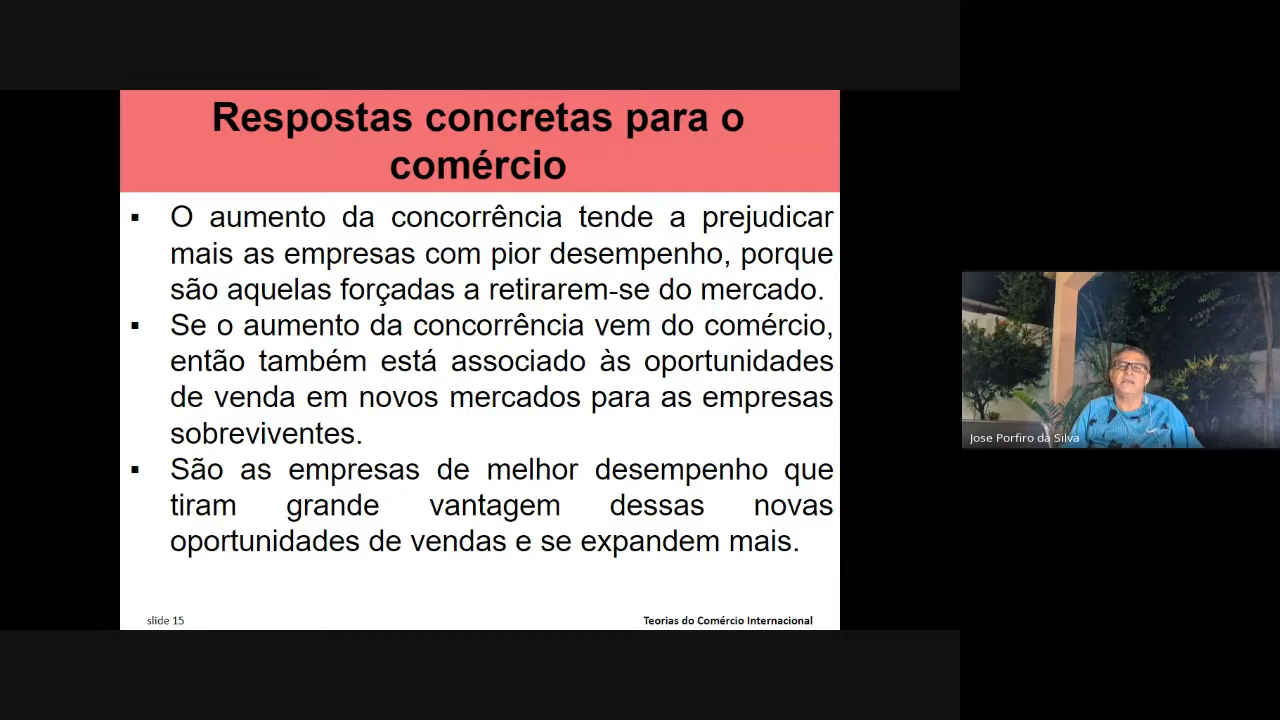 Respostas concretas para o
comércio
▪ O aumento da concorrência tende a prejudicar
mais as empresas com pior desempenho, porque
são aquelas forçadas a retirarem-se do mercado.
▪ Se o aumento da concorrência vem do comércio,
então também está associado às oportunidades
de venda em novos mercados para as empresas
sobreviventes.
▪ São as empresas de melhor desempenho que
tiram grande vantagem dessas novas
oportunidades de vendas e se expandem mais.
slide 15
Teorias do Comércio Internacional
Jose Porfiro da Silva